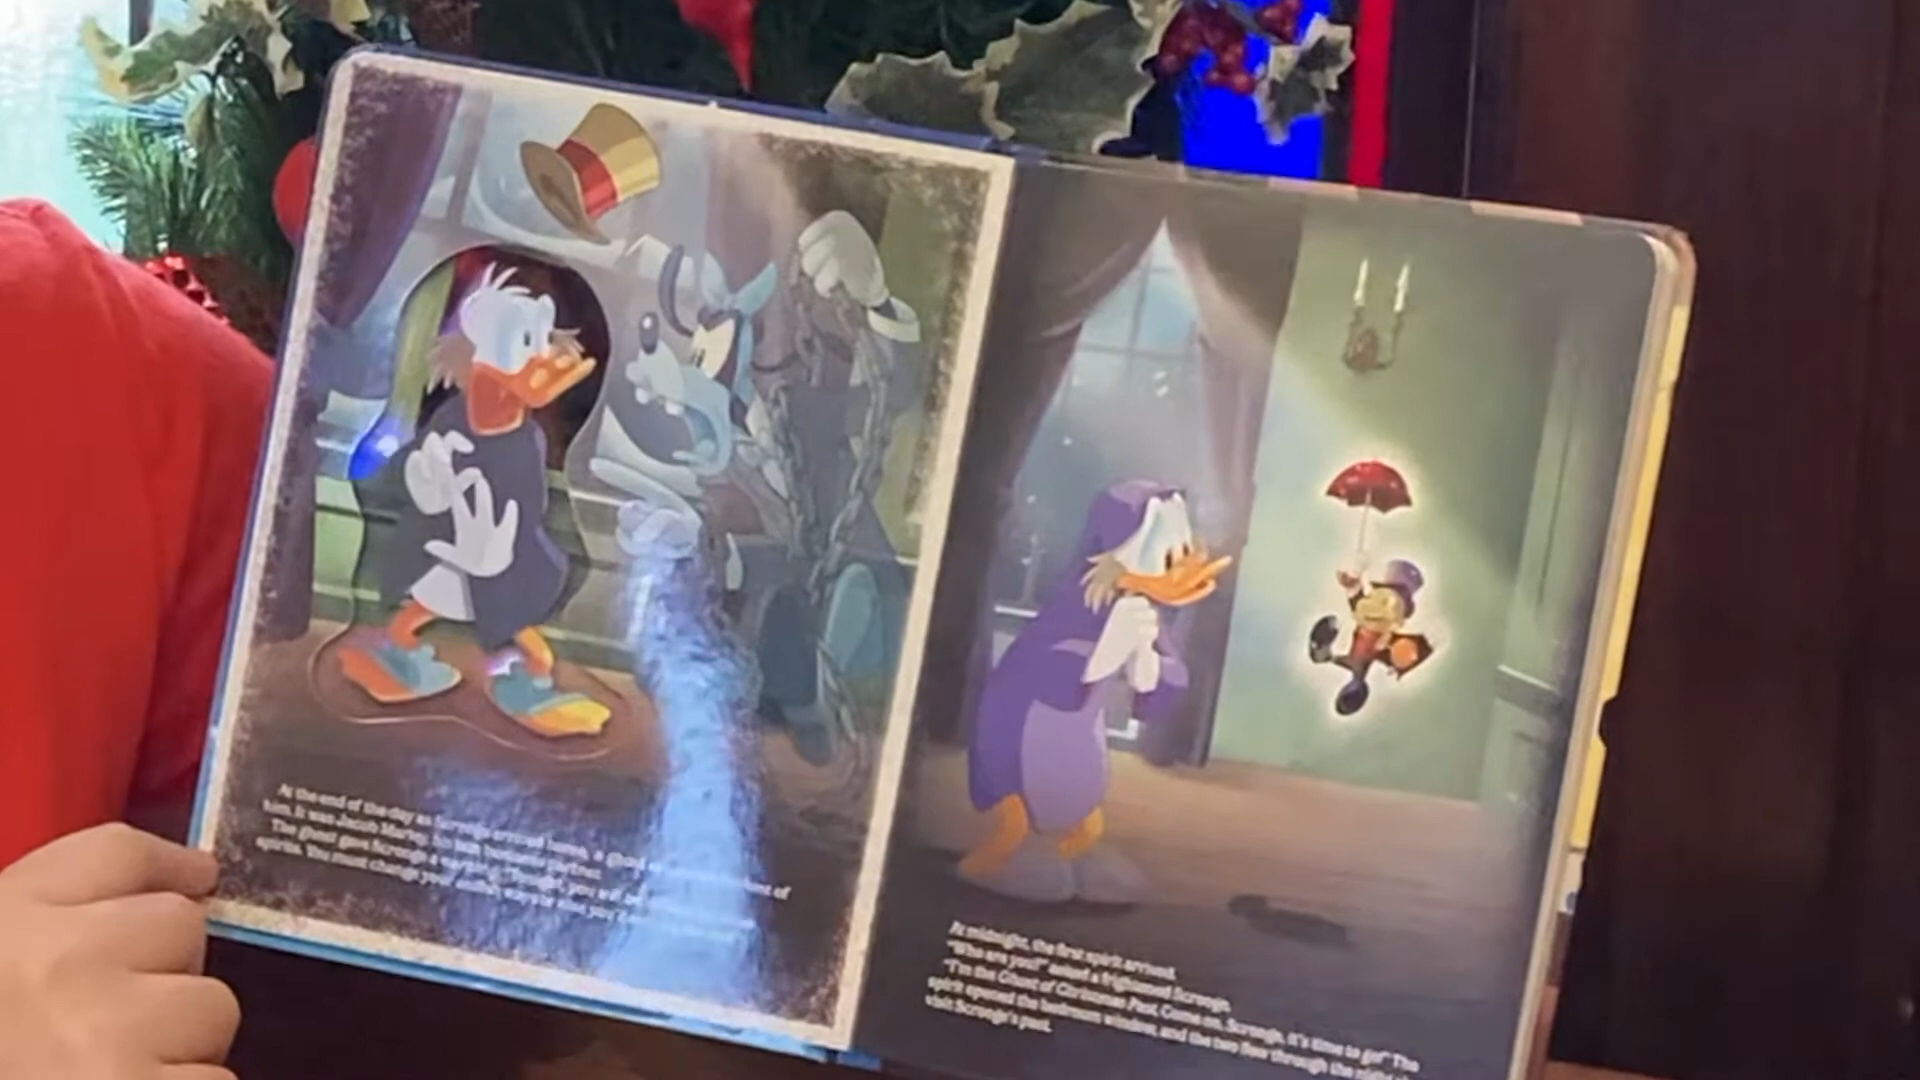 At the end of the day as Scrooge arrived home, a ghost
him. It was Jacob Marley, his late business partner.
The ghost gave Scrooge a warning. "Tonight, you will be
spirits. You must change your
At midnight, the first spirit arrived.
"Who are you?" asked a frightened Scrooge.
"I'm the Ghost of Christmas Past. Come on, Scrooge, it's time to go!" The
spirit opened the bedroom window, and the two flew through the night
visit Scrooge's past.